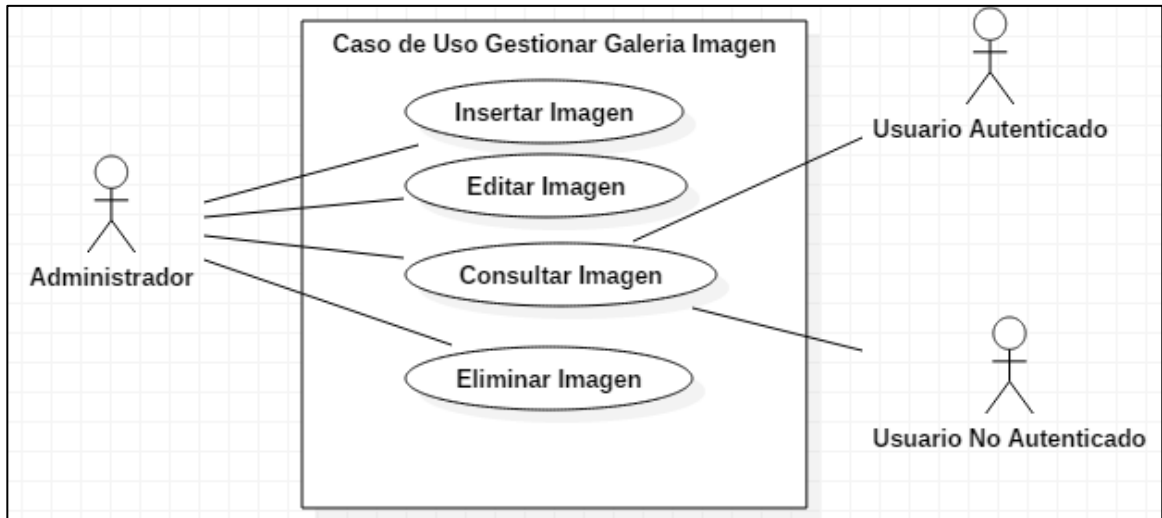 Caso de Uso Gestionar Galeria Imagen
Insertar Imagen
Editar Imagen
Consultar Imagen
Eliminar Imagen
Administrador
Usuario Autenticado
Usuario No Autenticado